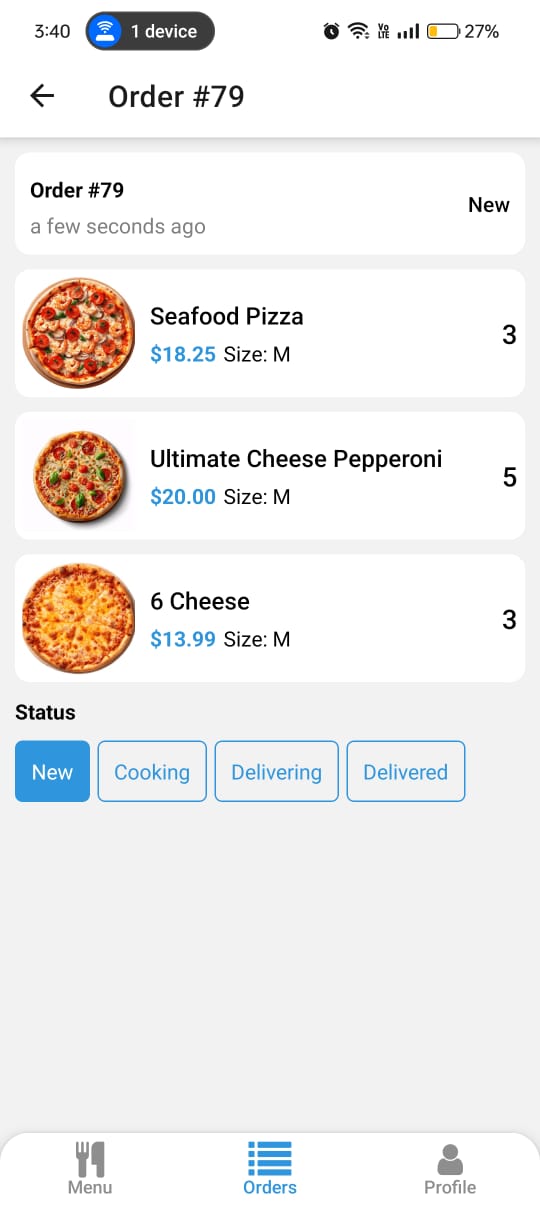 3:40 1 device Vo LTE 27%
Order #79
Order #79
a few seconds ago
New
Seafood Pizza
$18.25 Size: M
3
Ultimate Cheese Pepperoni
$20.00 Size: M
5
6 Cheese
$13.99 Size: M
3
Status
New Cooking Delivering Delivered
Menu Orders Profile